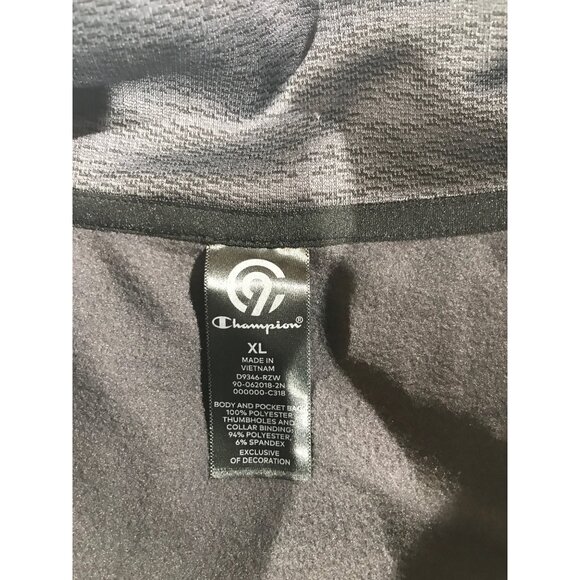 C9
Champion®
XL
MADE IN
VIETNAM
D9346-RZW
90-062018-2N
000000-C318
BODY AND POCKET BAG:
100% POLYESTER
THUMBHOLES AND
COLLAR BINDING:
94% POLYESTER,
6% SPANDEX
EXCLUSIVE
OF DECORATION